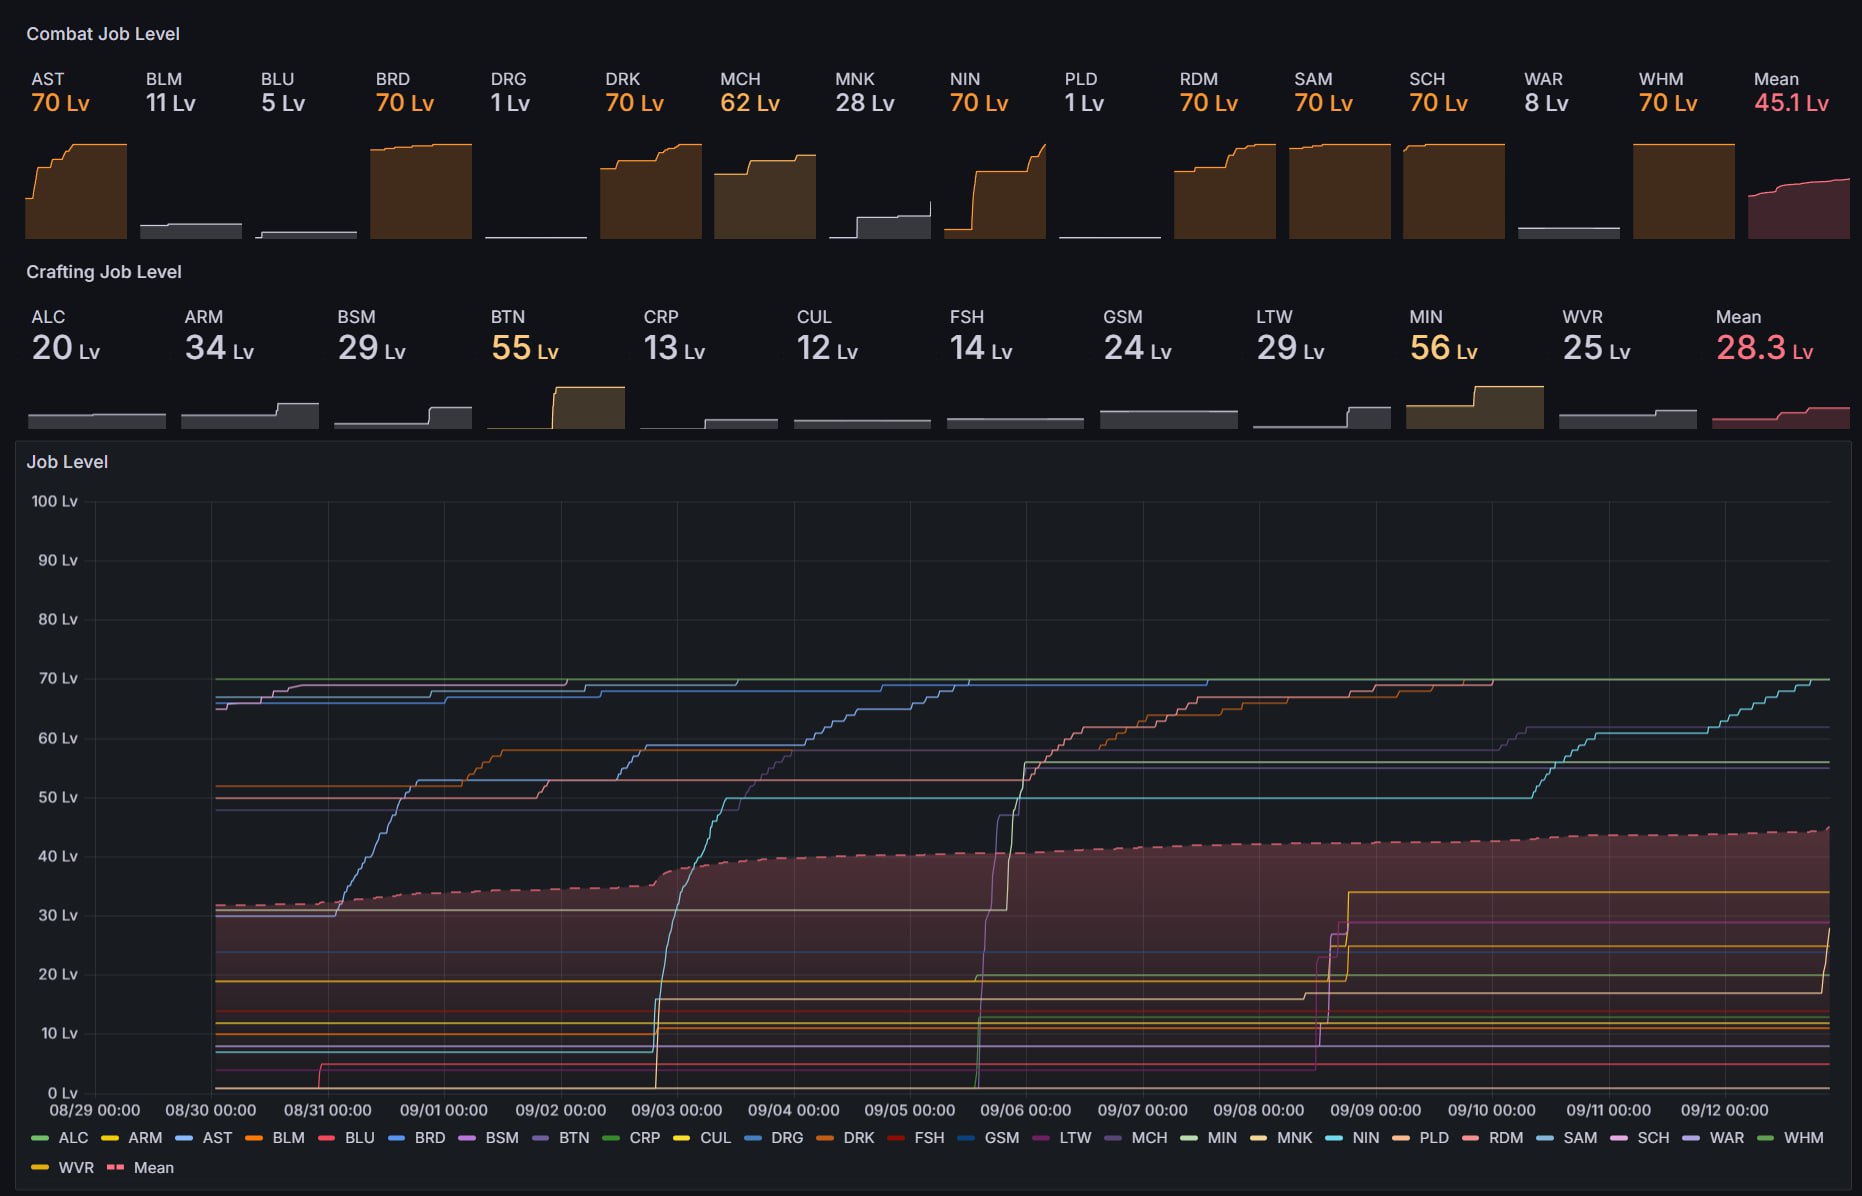 Combat Job Level
AST BLM BLU BRD DRG DRK MCH MNK NIN PLD RDM SAM SCH WAR WHM Mean
70 Lv 11 Lv 5 Lv 70 Lv 1 Lv 70 Lv 62 Lv 28 Lv 70 Lv 1 Lv 70 Lv 70 Lv 70 Lv 8 Lv 70 Lv 45.1 Lv
Crafting Job Level
ALC ARM BSM BTN CRP CUL FSH GSM LTW MIN WVR Mean
20 Lv 34 Lv 29 Lv 55 Lv 13 Lv 12 Lv 14 Lv 24 Lv 29 Lv 56 Lv 25 Lv 28.3 Lv
Job Level
100 Lv
90 Lv
80 Lv
70 Lv
60 Lv
50 Lv
40 Lv
30 Lv
20 Lv
10 Lv
0 Lv
08/29 00:00 08/30 00:00 08/31 00:00 09/01 00:00 09/02 00:00 09/03 00:00 09/04 00:00 09/05 00:00 09/06 00:00 09/07 00:00 09/08 00:00 09/09 00:00 09/10 00:00 09/11 00:00 09/12 00:00
ALC ARM AST BLM BLU BRD BSM BTN CRP CUL DRG DRK FSH GSM LTW MCH MIN MNK NIN PLD RDM SAM SCH WAR WHM
WVR Mean